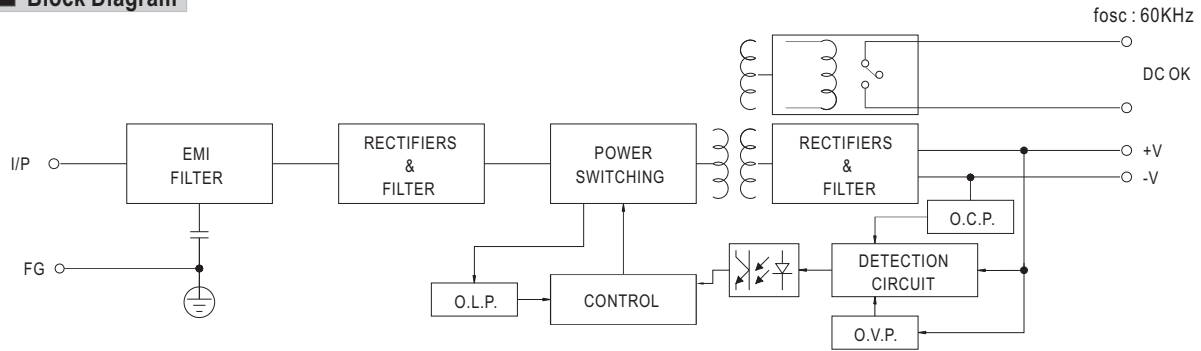 Block Diagram
fosc : 60KHz
DC OK
I/P
EMI
FILTER
RECTIFIERS
&
FILTER
POWER
SWITCHING
RECTIFIERS
&
FILTER
+V
-V
O.C.P.
FG
O.L.P.
CONTROL
DETECTION
CIRCUIT
O.V.P.